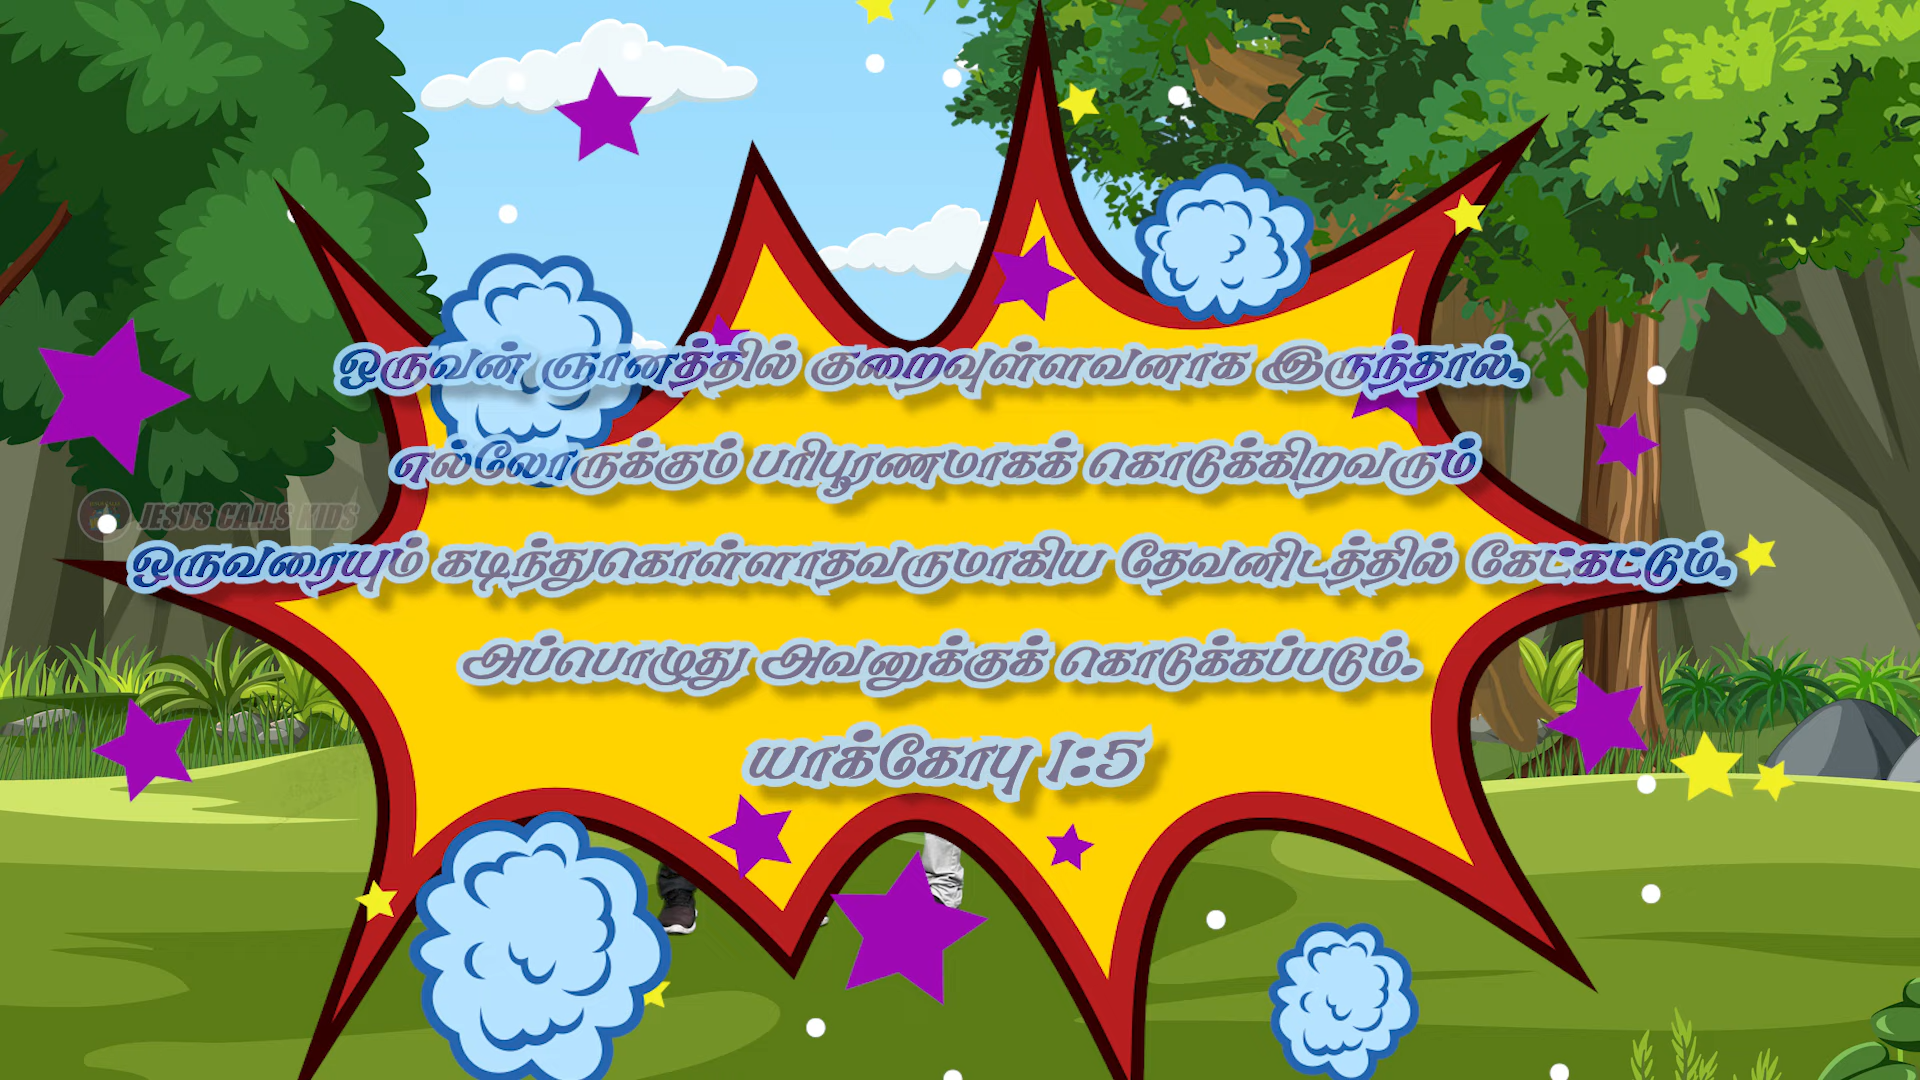 ஒருவன் ஞானத்தில் குறைவுள்ளவனாக இருந்தால்,
எல்லோருக்கும் பரிபூரணமாகக் கொடுக்கிறவரும்
JESUS CALLS KIDS
ஒருவரையும் கடிந்துகொள்ளாதவருமாகிய தேவனிடத்தில் கேட்கட்டும்,
அப்பொழுது அவனுக்குக் கொடுக்கப்படும்.
யாக்கோபு 1:5